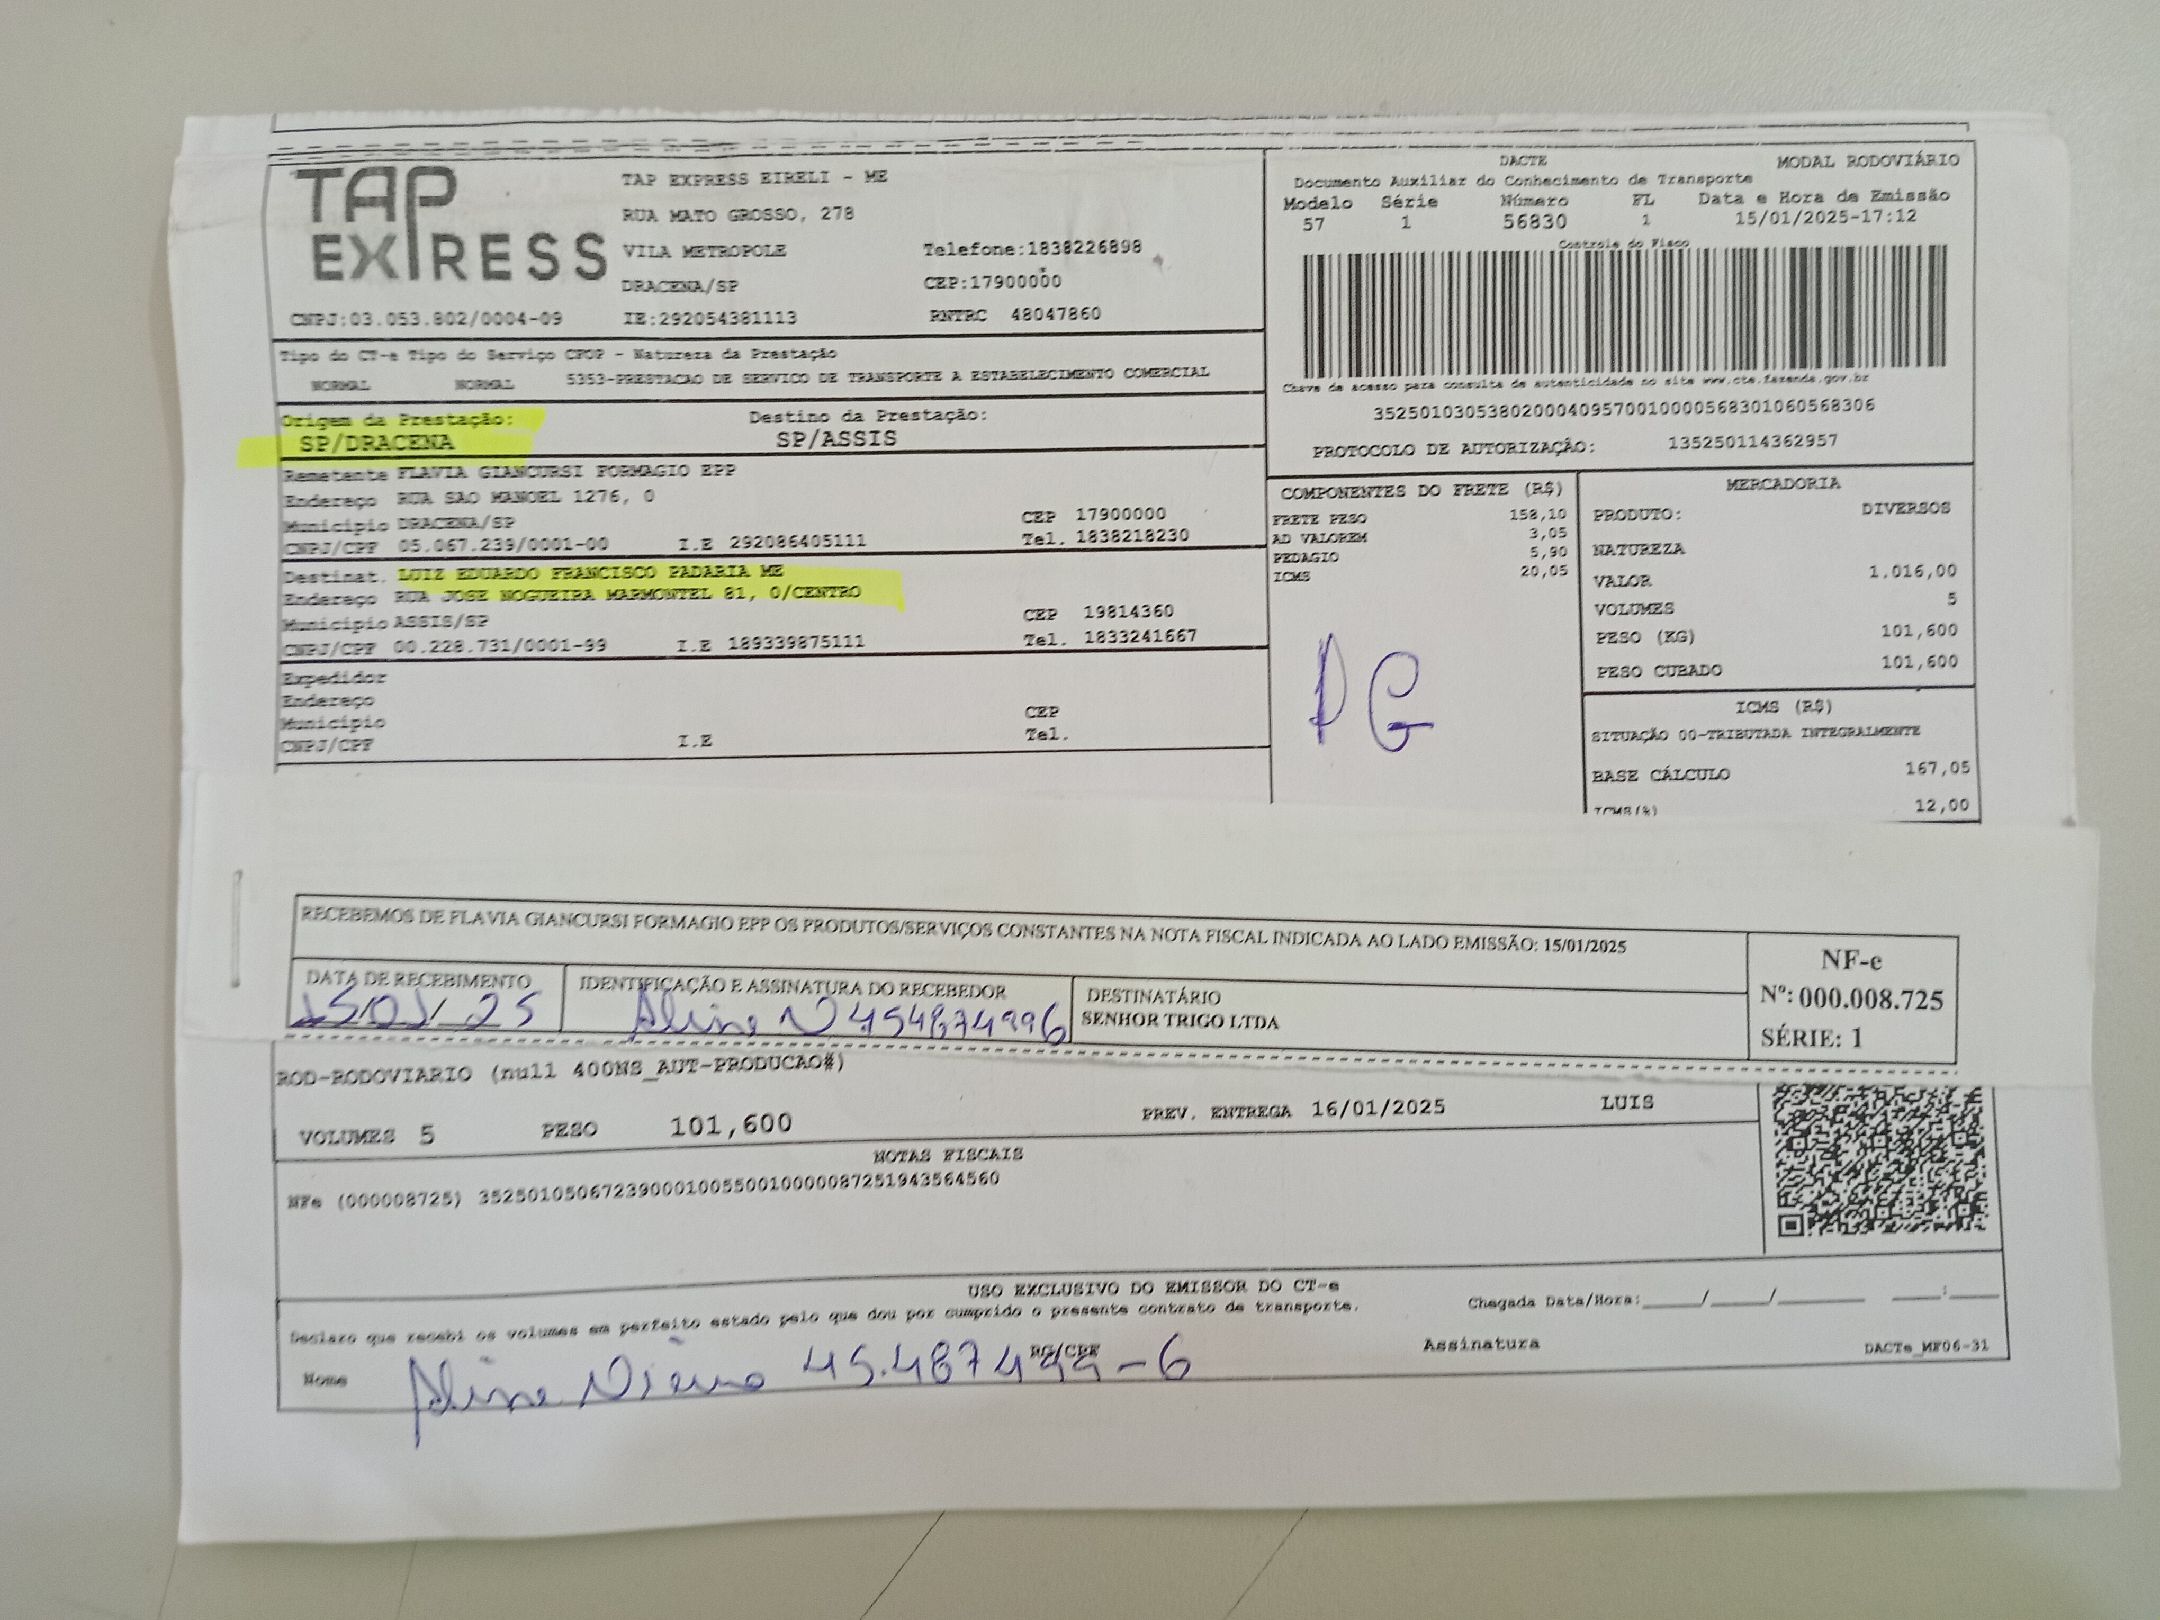 TAP EXPRESS
TAP EXPRESS EIRELI - ME
RUA MATO GROSSO, 278
VILA METROPOLE Telefone:1838226898
DRACENA/SP CEP:17900000
CNPJ:03.053.802/0004-09 IE:292054381113 RNTRC 48047860
DACTE MODAL RODOVIÁRIO
Documento Auxiliar do Conhecimento de Transporte
Modelo Série Número FL Data e Hora de Emissão
57 1 56830 1 15/01/2025-17:12
Controle do Fisco
Chave de acesso para consulta de autenticidade no site www.cte.fazenda.gov.br
35250103053802000409570010000568301060568306
PROTOCOLO DE AUTORIZAÇÃO: 135250114362957
Tipo do CT-e Tipo do Serviço CFOP - Natureza da Prestação
NORMAL NORMAL 5353-PRESTACAO DE SERVICO DE TRANSPORTE A ESTABELECIMENTO COMERCIAL
Origem da Prestação: Destino da Prestação:
SP/DRACENA SP/ASSIS
Remetente FLAVIA GIANCURSI FORMAGIO EPP
Endereço RUA SAO MANOEL 1276, 0
Município DRACENA/SP CEP 17900000
CNPJ/CPF 05.067.239/0001-00 I.E 292086405111 Tel. 1838218230
Destinat. LUIZ EDUARDO FRANCISCO PADARIA ME
Endereço RUA JOSE NOGUEIRA MARMONTEL 81, 0/CENTRO
Município ASSIS/SP CEP 19814360
CNPJ/CPF 00.228.731/0001-99 I.E 189339875111 Tel. 1833241667
Expedidor
Endereço
Município CEP
CNPJ/CPF I.E Tel.
COMPONENTES DO FRETE (R$)
FRETE PESO 158,10
AD VALOREM 3,05
PEDAGIO 5,90
ICMS 20,05
PG
MERCADORIA
PRODUTO: DIVERSOS
NATUREZA
VALOR 1.016,00
VOLUMES 5
PESO (KG) 101,600
PESO CUBADO 101,600
ICMS (R$)
SITUAÇÃO 00-TRIBUTADA INTEGRALMENTE
BASE CÁLCULO 167,05
ICMS(%) 12,00
RECEBEMOS DE FLAVIA GIANCURSI FORMAGIO EPP OS PRODUTOS/SERVIÇOS CONSTANTES NA NOTA FISCAL INDICADA AO LADO EMISSÃO: 15/01/2025
DATA DE RECEBIMENTO IDENTIFICAÇÃO E ASSINATURA DO RECEBEDOR
15/01/25 Aline N
DESTINATÁRIO
SENHOR TRIGO LTDA
NF-e
Nº: 000.008.725
SÉRIE: 1
ROD-RODOVIARIO (null 400NS_AUT-PRODUCAO#)
VOLUMES 5 PESO 101,600 PREV. ENTREGA 16/01/2025 LUIS
NOTAS FISCAIS
NFe (000008725) 35250105067239000100550010000087251943564560
USO EXCLUSIVO DO EMISSOR DO CT-e
Declaro que recebi os volumes em perfeito estado pelo que dou por cumprido o presente contrato de transporte. Chegada Data/Hora:_____/_____/________ ____:____
Nome Aline RG/CPF 45.487499-6 Assinatura DACTe_MF06-31